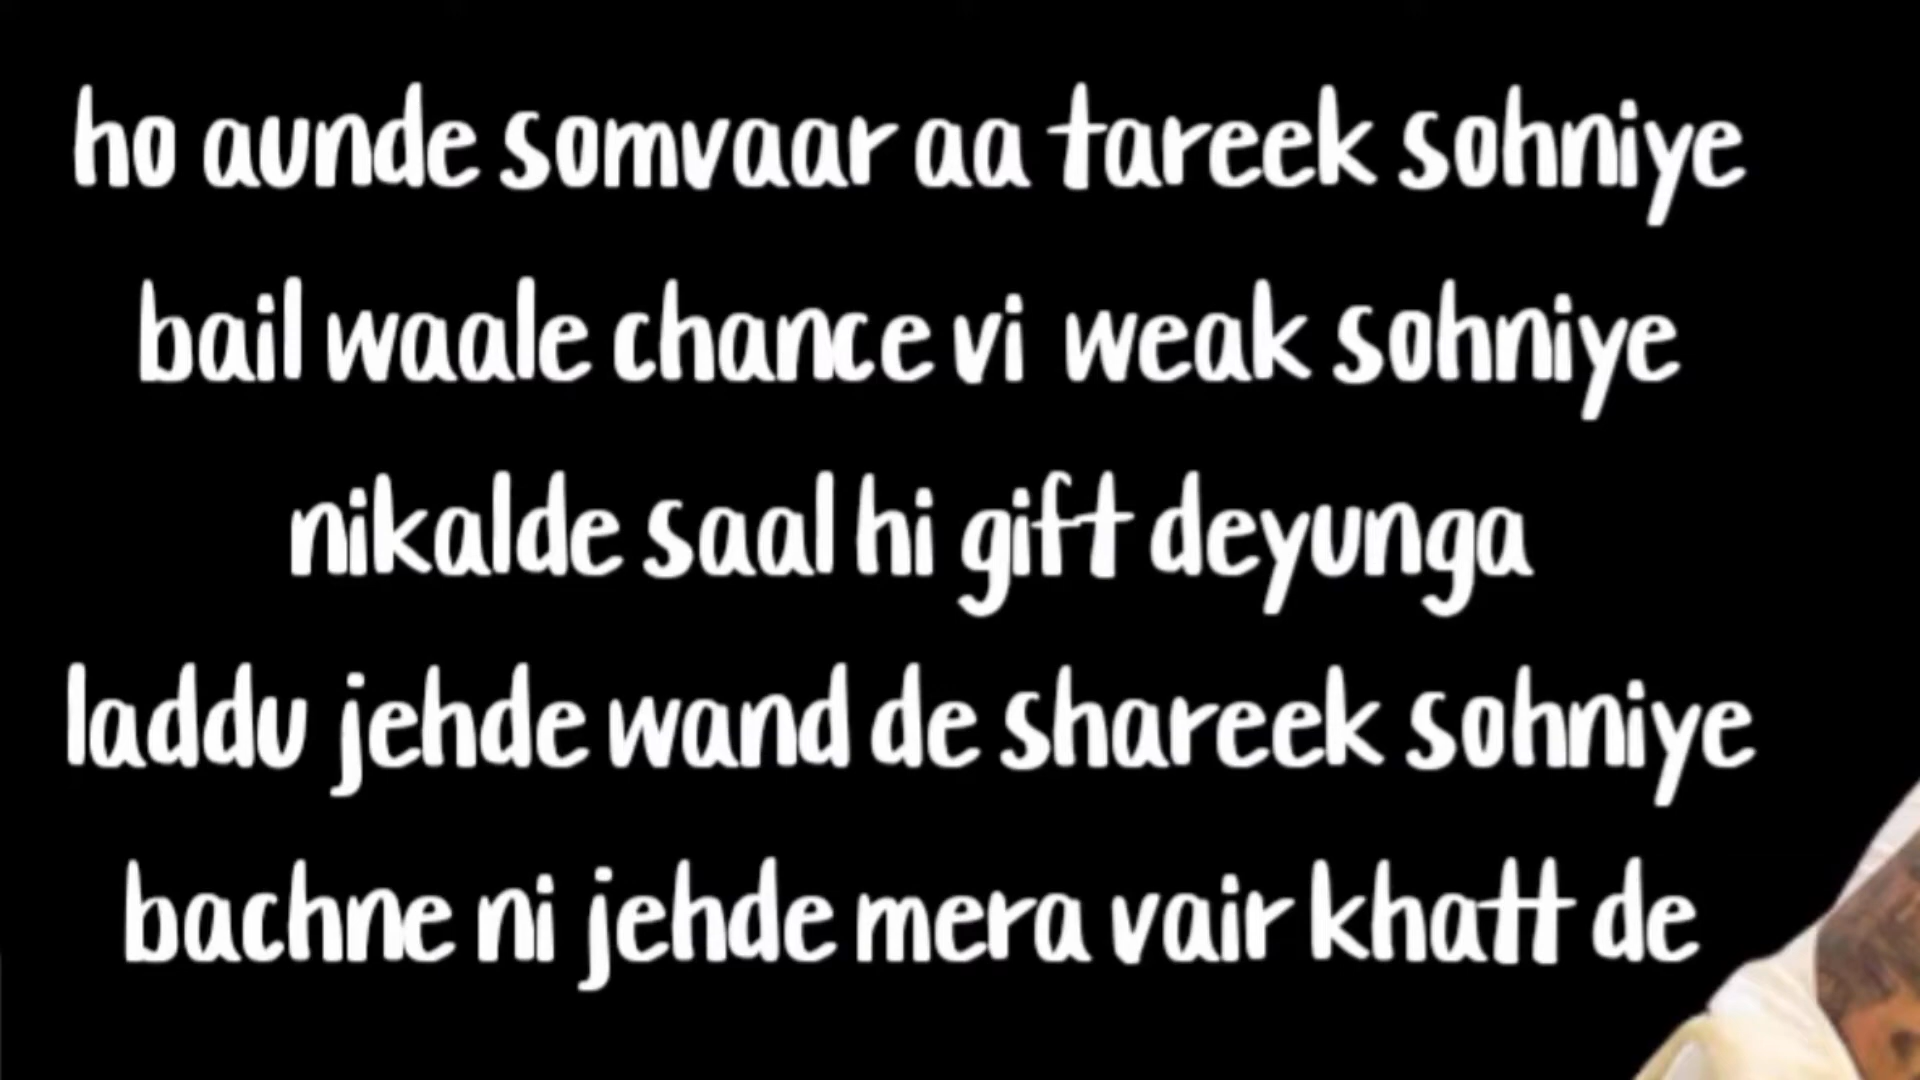 ho aunde somvaar aa tareek sohniye
bail waale chance vi weak sohniye
nikalde saal hi gift deyunga
laddu jehde wand de shareek sohniye
bachne ni jehde mera vair khatt de